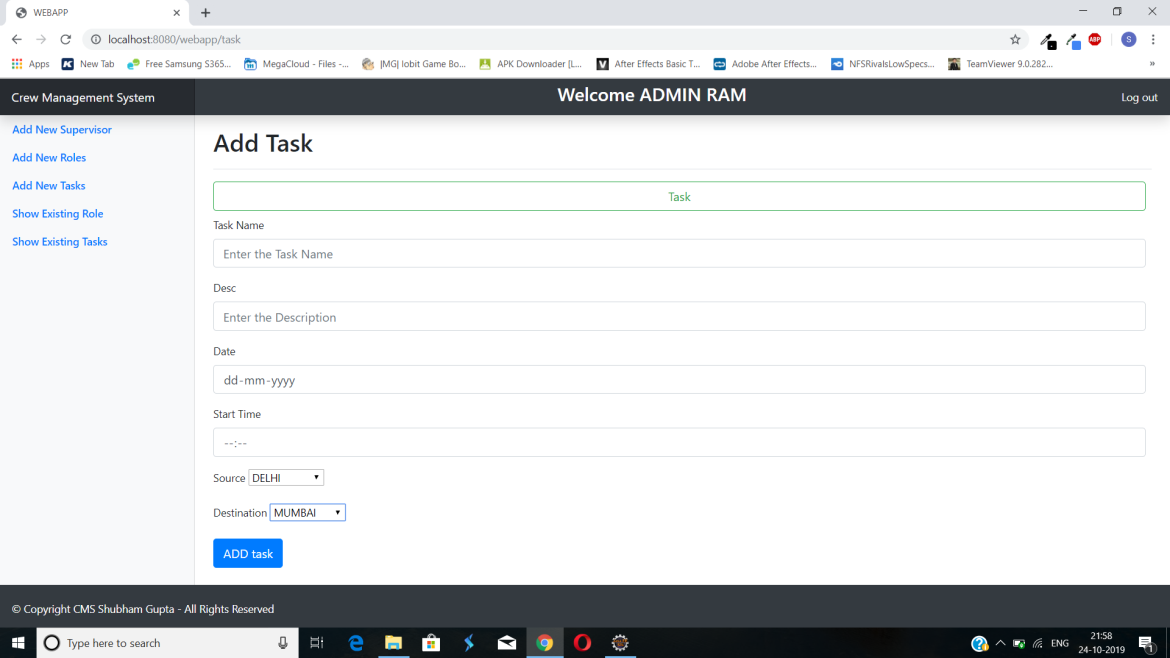 WEBAPP
localhost:8080/webapp/task
Apps New Tab Free Samsung S365... MegaCloud - Files -... |MG| Iobit Game Bo... APK Downloader [L... After Effects Basic T... Adobe After Effects... NFSRivalsLowSpecs... TeamViewer 9.0.282... »
Crew Management System
Welcome ADMIN RAM
Log out
Add New Supervisor
Add New Roles
Add New Tasks
Show Existing Role
Show Existing Tasks
Add Task
Task
Task Name
Enter the Task Name
Desc
Enter the Description
Date
dd-mm-yyyy
Start Time
--:--
Source DELHI
Destination MUMBAI
ADD task
© Copyright CMS Shubham Gupta - All Rights Reserved
Type here to search
ENG
21:58
24-10-2019
1
S
ABP